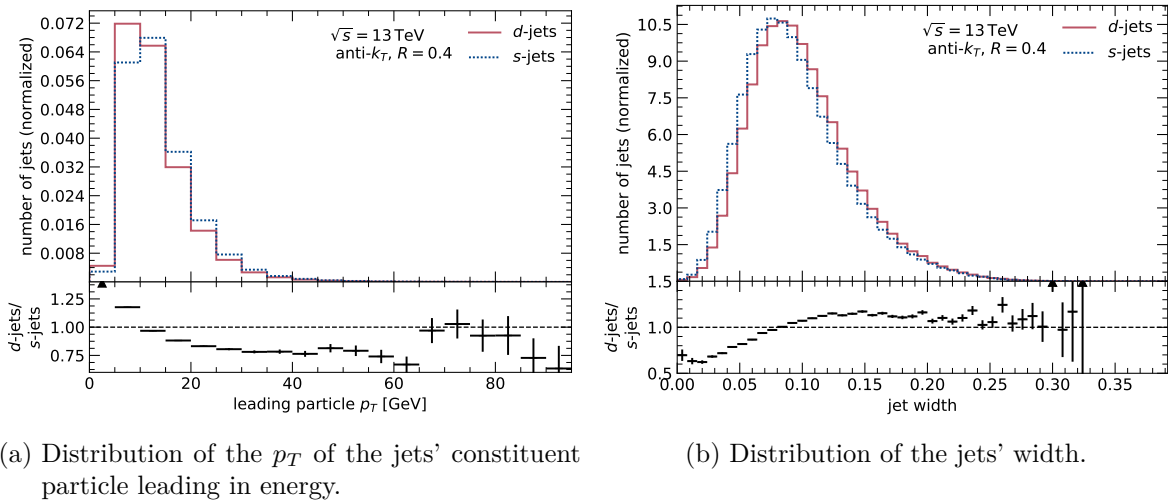 0.072
0.064
0.056
0.048
0.040
0.032
0.024
0.016
0.008
number of jets (normalized)
√s = 13 TeV
anti-k_T, R = 0.4
d-jets
s-jets
1.25
1.00
0.75
d-jets/
s-jets
0 20 40 60 80
leading particle p_T [GeV]
10.5
9.0
7.5
6.0
4.5
3.0
1.5
number of jets (normalized)
√s = 13 TeV
anti-k_T, R = 0.4
d-jets
s-jets
1.5
1.0
0.5
d-jets/
s-jets
0.00 0.05 0.10 0.15 0.20 0.25 0.30 0.35
jet width
(a) Distribution of the p_T of the jets' constituent
particle leading in energy.
(b) Distribution of the jets' width.